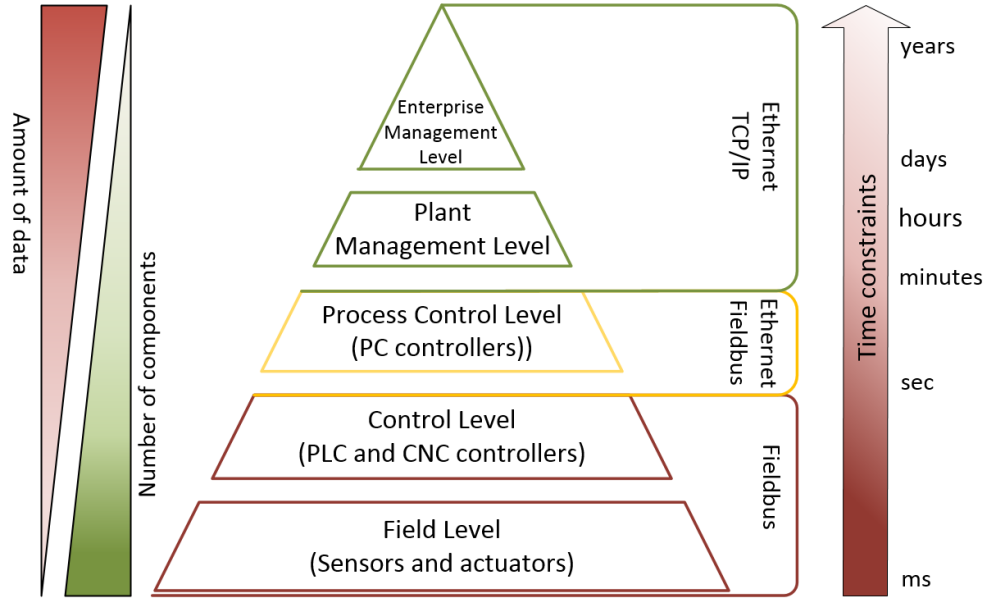 Amount of data
Number of components
Enterprise
Management
Level
Plant
Management Level
Process Control Level
(PC controllers))
Control Level
(PLC and CNC controllers)
Field Level
(Sensors and actuators)
Ethernet
TCP/IP
Ethernet
Fieldbus
Fieldbus
Time constraints
years
days
hours
minutes
sec
ms